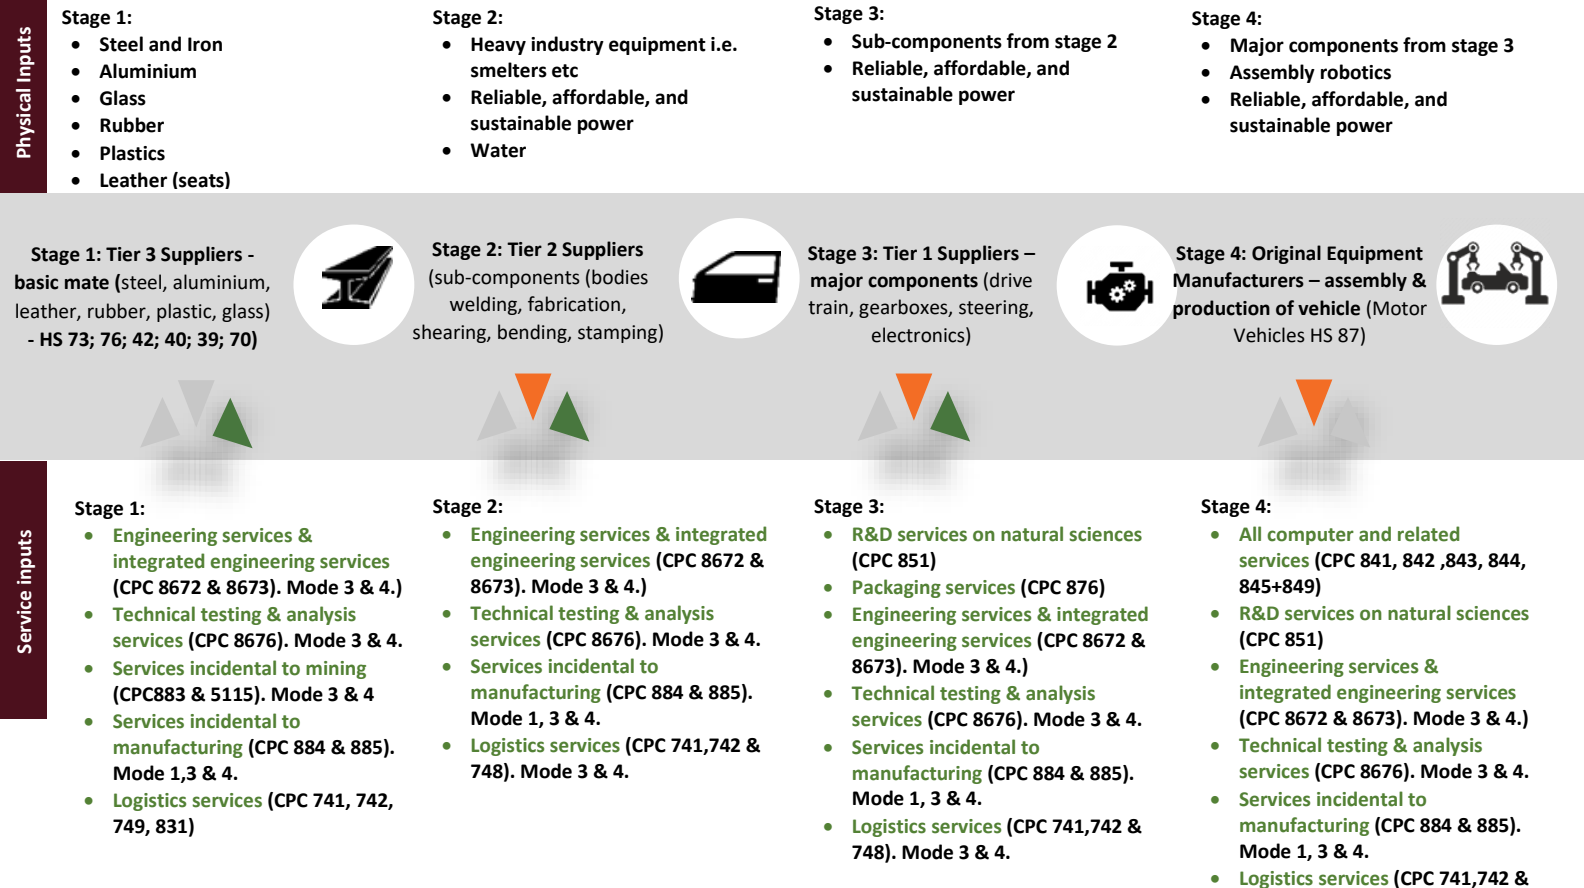 Physical Inputs
Stage 1:
• Steel and Iron
• Aluminium
• Glass
• Rubber
• Plastics
• Leather (seats)
Stage 2:
• Heavy industry equipment i.e.
smelters etc
• Reliable, affordable, and
sustainable power
• Water
Stage 3:
• Sub-components from stage 2
• Reliable, affordable, and
sustainable power
Stage 4:
• Major components from stage 3
• Assembly robotics
• Reliable, affordable, and
sustainable power
Stage 1: Tier 3 Suppliers -
basic mate (steel, aluminium,
leather, rubber, plastic, glass)
- HS 73; 76; 42; 40; 39; 70)
Stage 2: Tier 2 Suppliers
(sub-components (bodies
welding, fabrication,
shearing, bending, stamping)
Stage 3: Tier 1 Suppliers –
major components (drive
train, gearboxes, steering,
electronics)
Stage 4: Original Equipment
Manufacturers – assembly &
production of vehicle (Motor
Vehicles HS 87)
Service inputs
Stage 1:
• Engineering services &
integrated engineering services
(CPC 8672 & 8673). Mode 3 & 4.)
• Technical testing & analysis
services (CPC 8676). Mode 3 & 4.
• Services incidental to mining
(CPC883 & 5115). Mode 3 & 4
• Services incidental to
manufacturing (CPC 884 & 885).
Mode 1,3 & 4.
• Logistics services (CPC 741, 742,
749, 831)
Stage 2:
• Engineering services & integrated
engineering services (CPC 8672 &
8673). Mode 3 & 4.)
• Technical testing & analysis
services (CPC 8676). Mode 3 & 4.
• Services incidental to
manufacturing (CPC 884 & 885).
Mode 1, 3 & 4.
• Logistics services (CPC 741,742 &
748). Mode 3 & 4.
Stage 3:
• R&D services on natural sciences
(CPC 851)
• Packaging services (CPC 876)
• Engineering services & integrated
engineering services (CPC 8672 &
8673). Mode 3 & 4.)
• Technical testing & analysis
services (CPC 8676). Mode 3 & 4.
• Services incidental to
manufacturing (CPC 884 & 885).
Mode 1, 3 & 4.
• Logistics services (CPC 741,742 &
748). Mode 3 & 4.
Stage 4:
• All computer and related
services (CPC 841, 842 ,843, 844,
845+849)
• R&D services on natural sciences
(CPC 851)
• Engineering services &
integrated engineering services
(CPC 8672 & 8673). Mode 3 & 4.)
• Technical testing & analysis
services (CPC 8676). Mode 3 & 4.
• Services incidental to
manufacturing (CPC 884 & 885).
Mode 1, 3 & 4.
• Logistics services (CPC 741,742 &